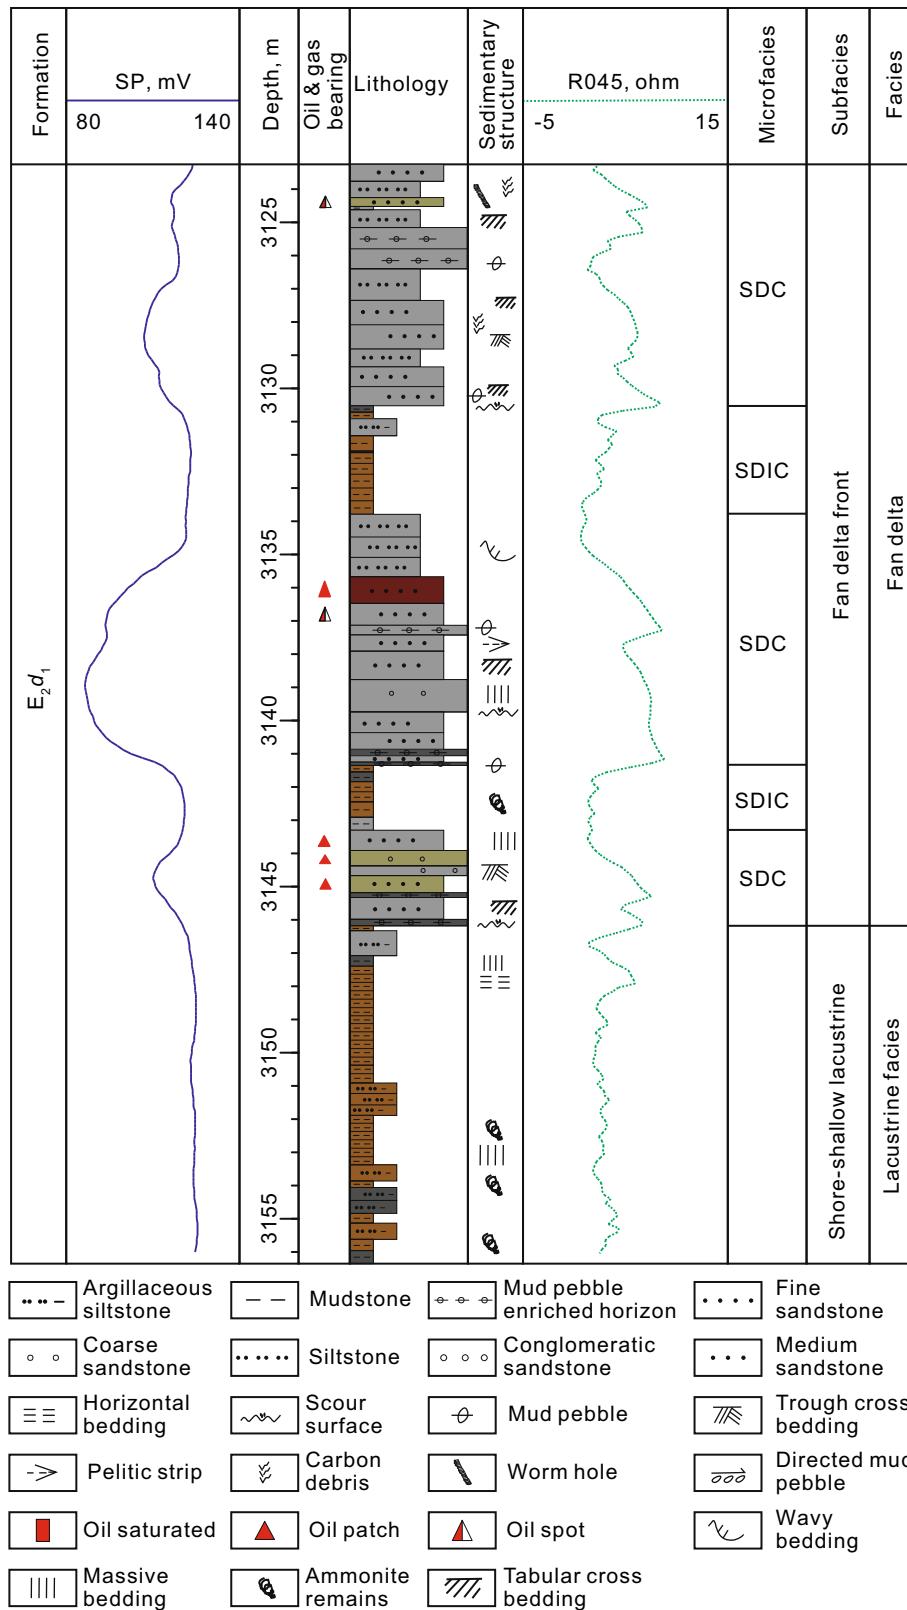 Formation
SP, mV
80 140
Depth, m
Oil & gas
bearing
Lithology
Sedimentary
structure
R045, ohm
-5 15
Microfacies
Subfacies
Facies
E2d1
3125
3130
3135
3140
3145
3150
3155
SDC
SDIC
SDC
SDIC
SDC
Fan delta front
Shore-shallow lacustrine
Fan delta
Lacustrine facies
Argillaceous
siltstone
Mudstone
Mud pebble
enriched horizon
Fine
sandstone
Coarse
sandstone
Siltstone
Conglomeratic
sandstone
Medium
sandstone
Horizontal
bedding
Scour
surface
Mud pebble
Trough cross
bedding
Pelitic strip
Carbon
debris
Worm hole
Directed mud
pebble
Oil saturated
Oil patch
Oil spot
Wavy
bedding
Massive
bedding
Ammonite
remains
Tabular cross
bedding